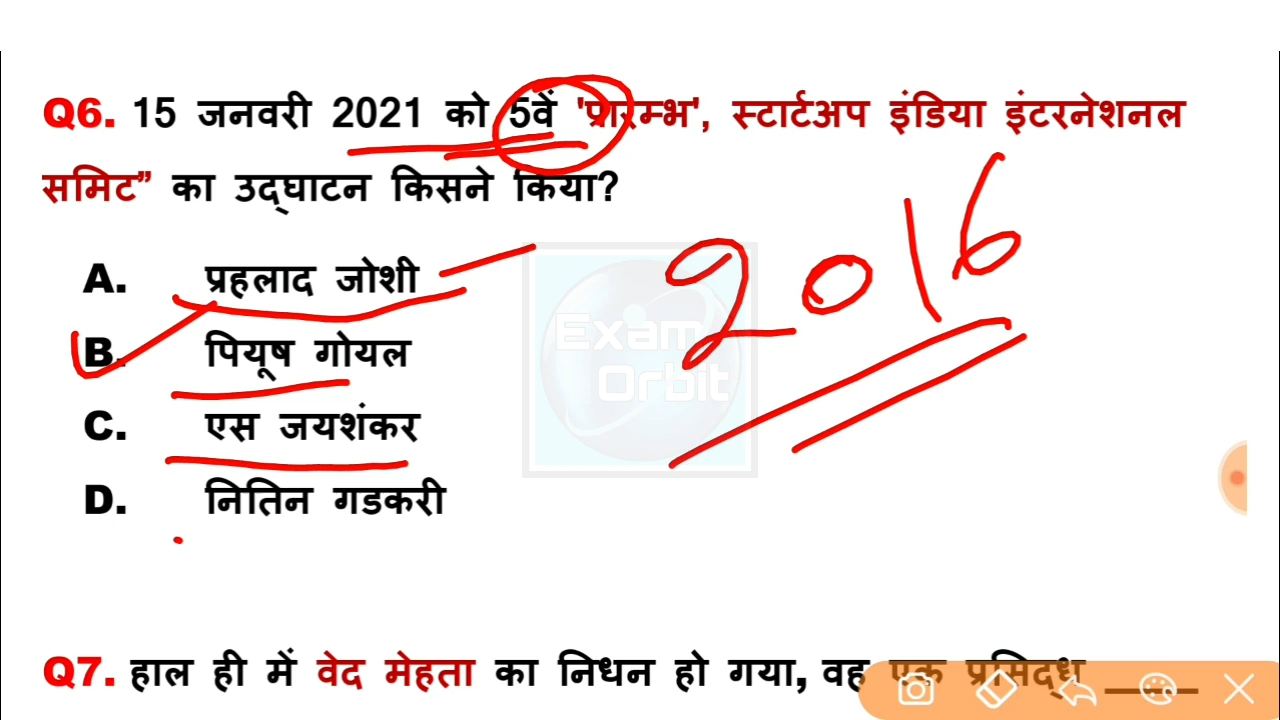 Q6. 15 जनवरी 2021 को 5वें 'प्रारम्भ', स्टार्टअप इंडिया इंटरनेशनल
समिट” का उद्घाटन किसने किया?
A. प्रहलाद जोशी
B. पियूष गोयल
C. एस जयशंकर
D. नितिन गडकरी
2016
Exam
Orbit
Q7. हाल ही में वेद मेहता का निधन हो गया, वह एक प्रसिद्ध ____